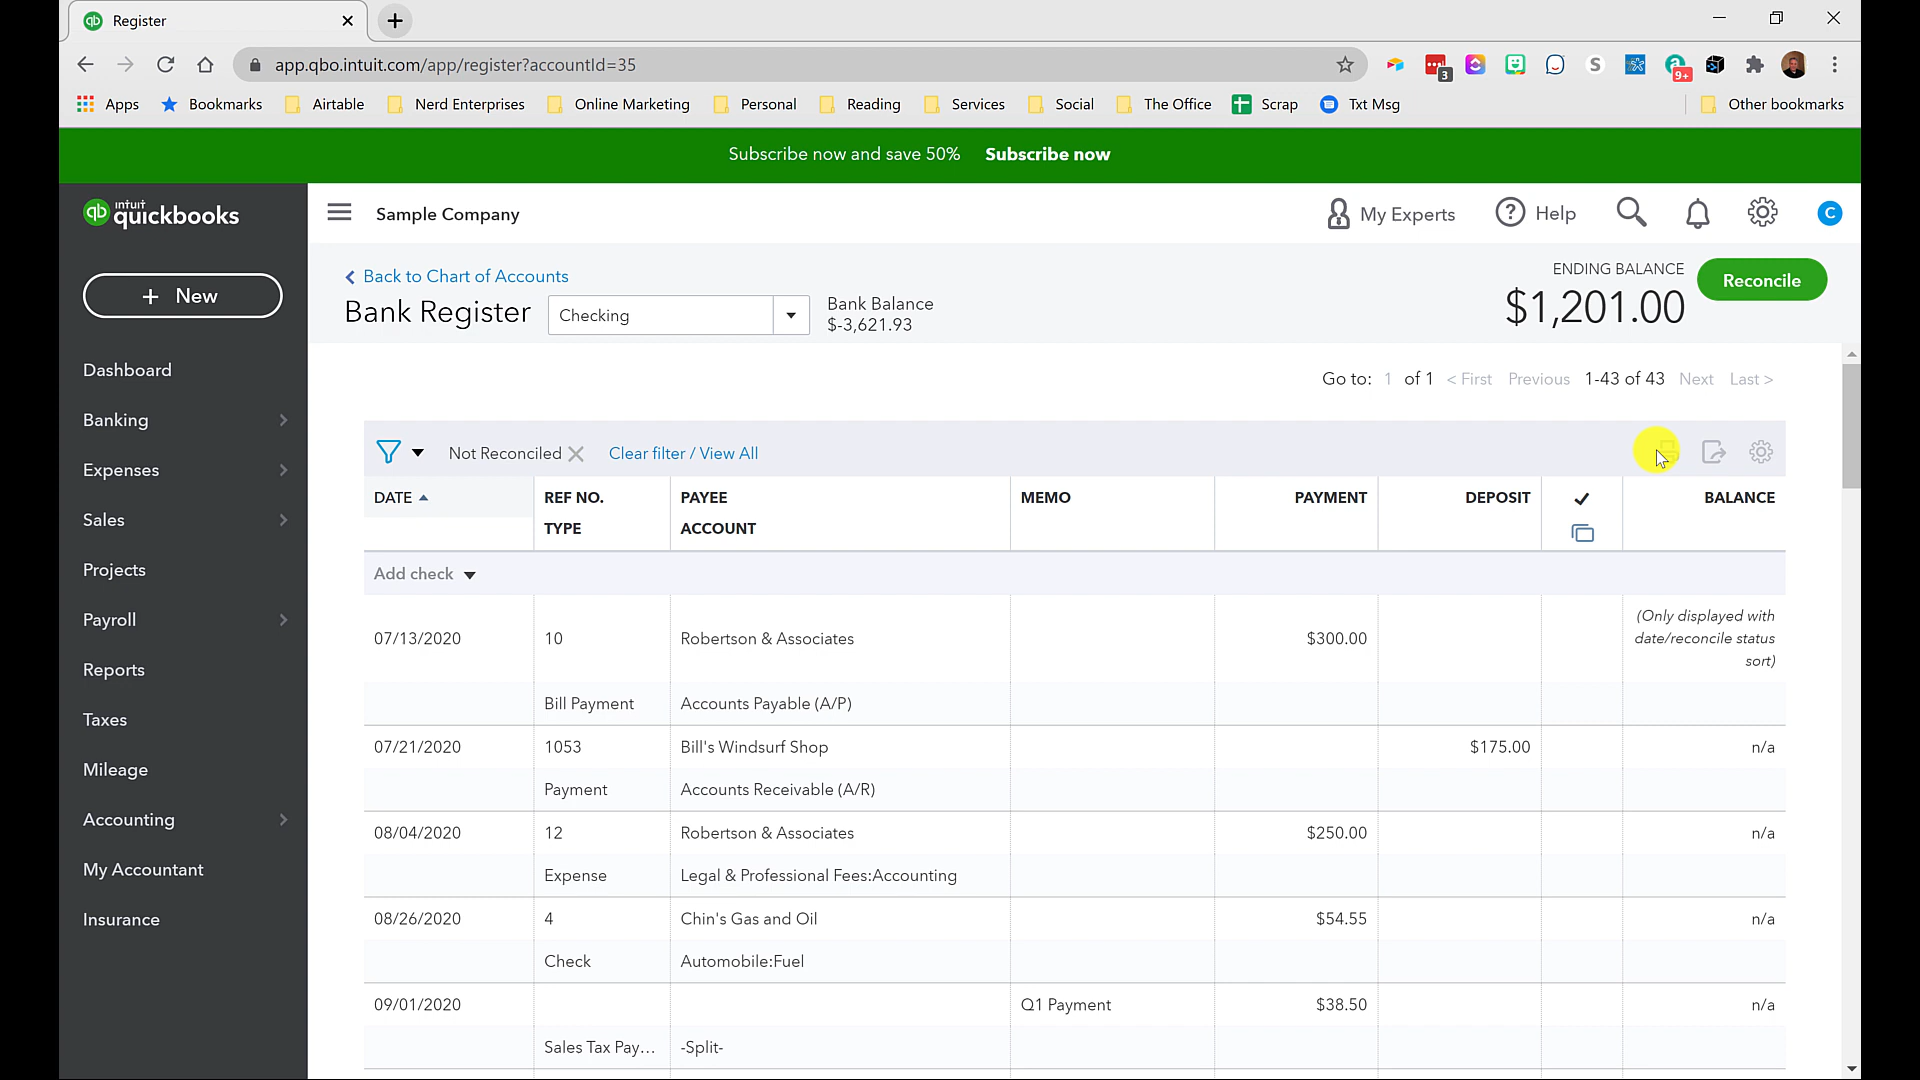 Register
app.qbo.intuit.com/app/register?accountId=35
3
S
9+
Apps Bookmarks Airtable Nerd Enterprises Online Marketing Personal Reading Services Social The Office Scrap Txt Msg Other bookmarks
Subscribe now and save 50% Subscribe now
qb intuit quickbooks
Sample Company
My Experts Help C
+ New
Back to Chart of Accounts
Bank Register Checking
Bank Balance
$-3,621.93
ENDING BALANCE
$1,201.00
Reconcile
Dashboard
Banking
Expenses
Sales
Projects
Payroll
Reports
Taxes
Mileage
Accounting
My Accountant
Insurance
Go to: 1 of 1 < First Previous 1-43 of 43 Next Last >
Not Reconciled Clear filter / View All
DATE REF NO. PAYEE MEMO PAYMENT DEPOSIT ✓ BALANCE
TYPE ACCOUNT
Add check
07/13/2020 10 Robertson & Associates $300.00 (Only displayed with
date/reconcile status
sort)
Bill Payment Accounts Payable (A/P)
07/21/2020 1053 Bill's Windsurf Shop $175.00 n/a
Payment Accounts Receivable (A/R)
08/04/2020 12 Robertson & Associates $250.00 n/a
Expense Legal & Professional Fees:Accounting
08/26/2020 4 Chin's Gas and Oil $54.55 n/a
Check Automobile:Fuel
09/01/2020 Q1 Payment $38.50 n/a
Sales Tax Pay... -Split-